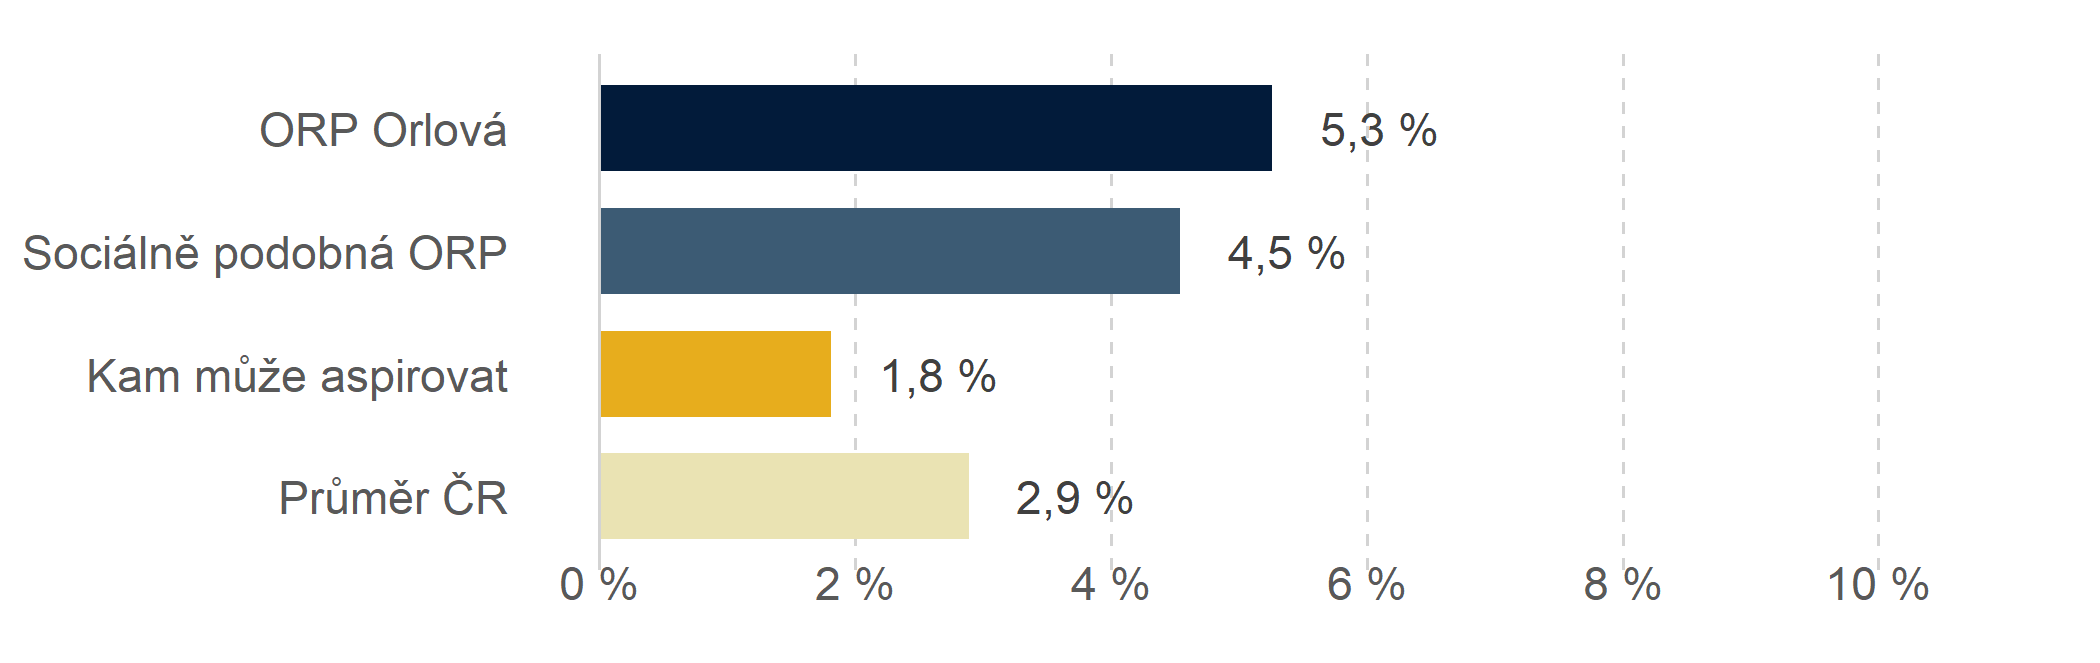 ORP Orlová 5,3 %
Sociálně podobná ORP 4,5 %
Kam může aspirovat 1,8 %
Průměr ČR 2,9 %
0 % 2 % 4 % 6 % 8 % 10 %